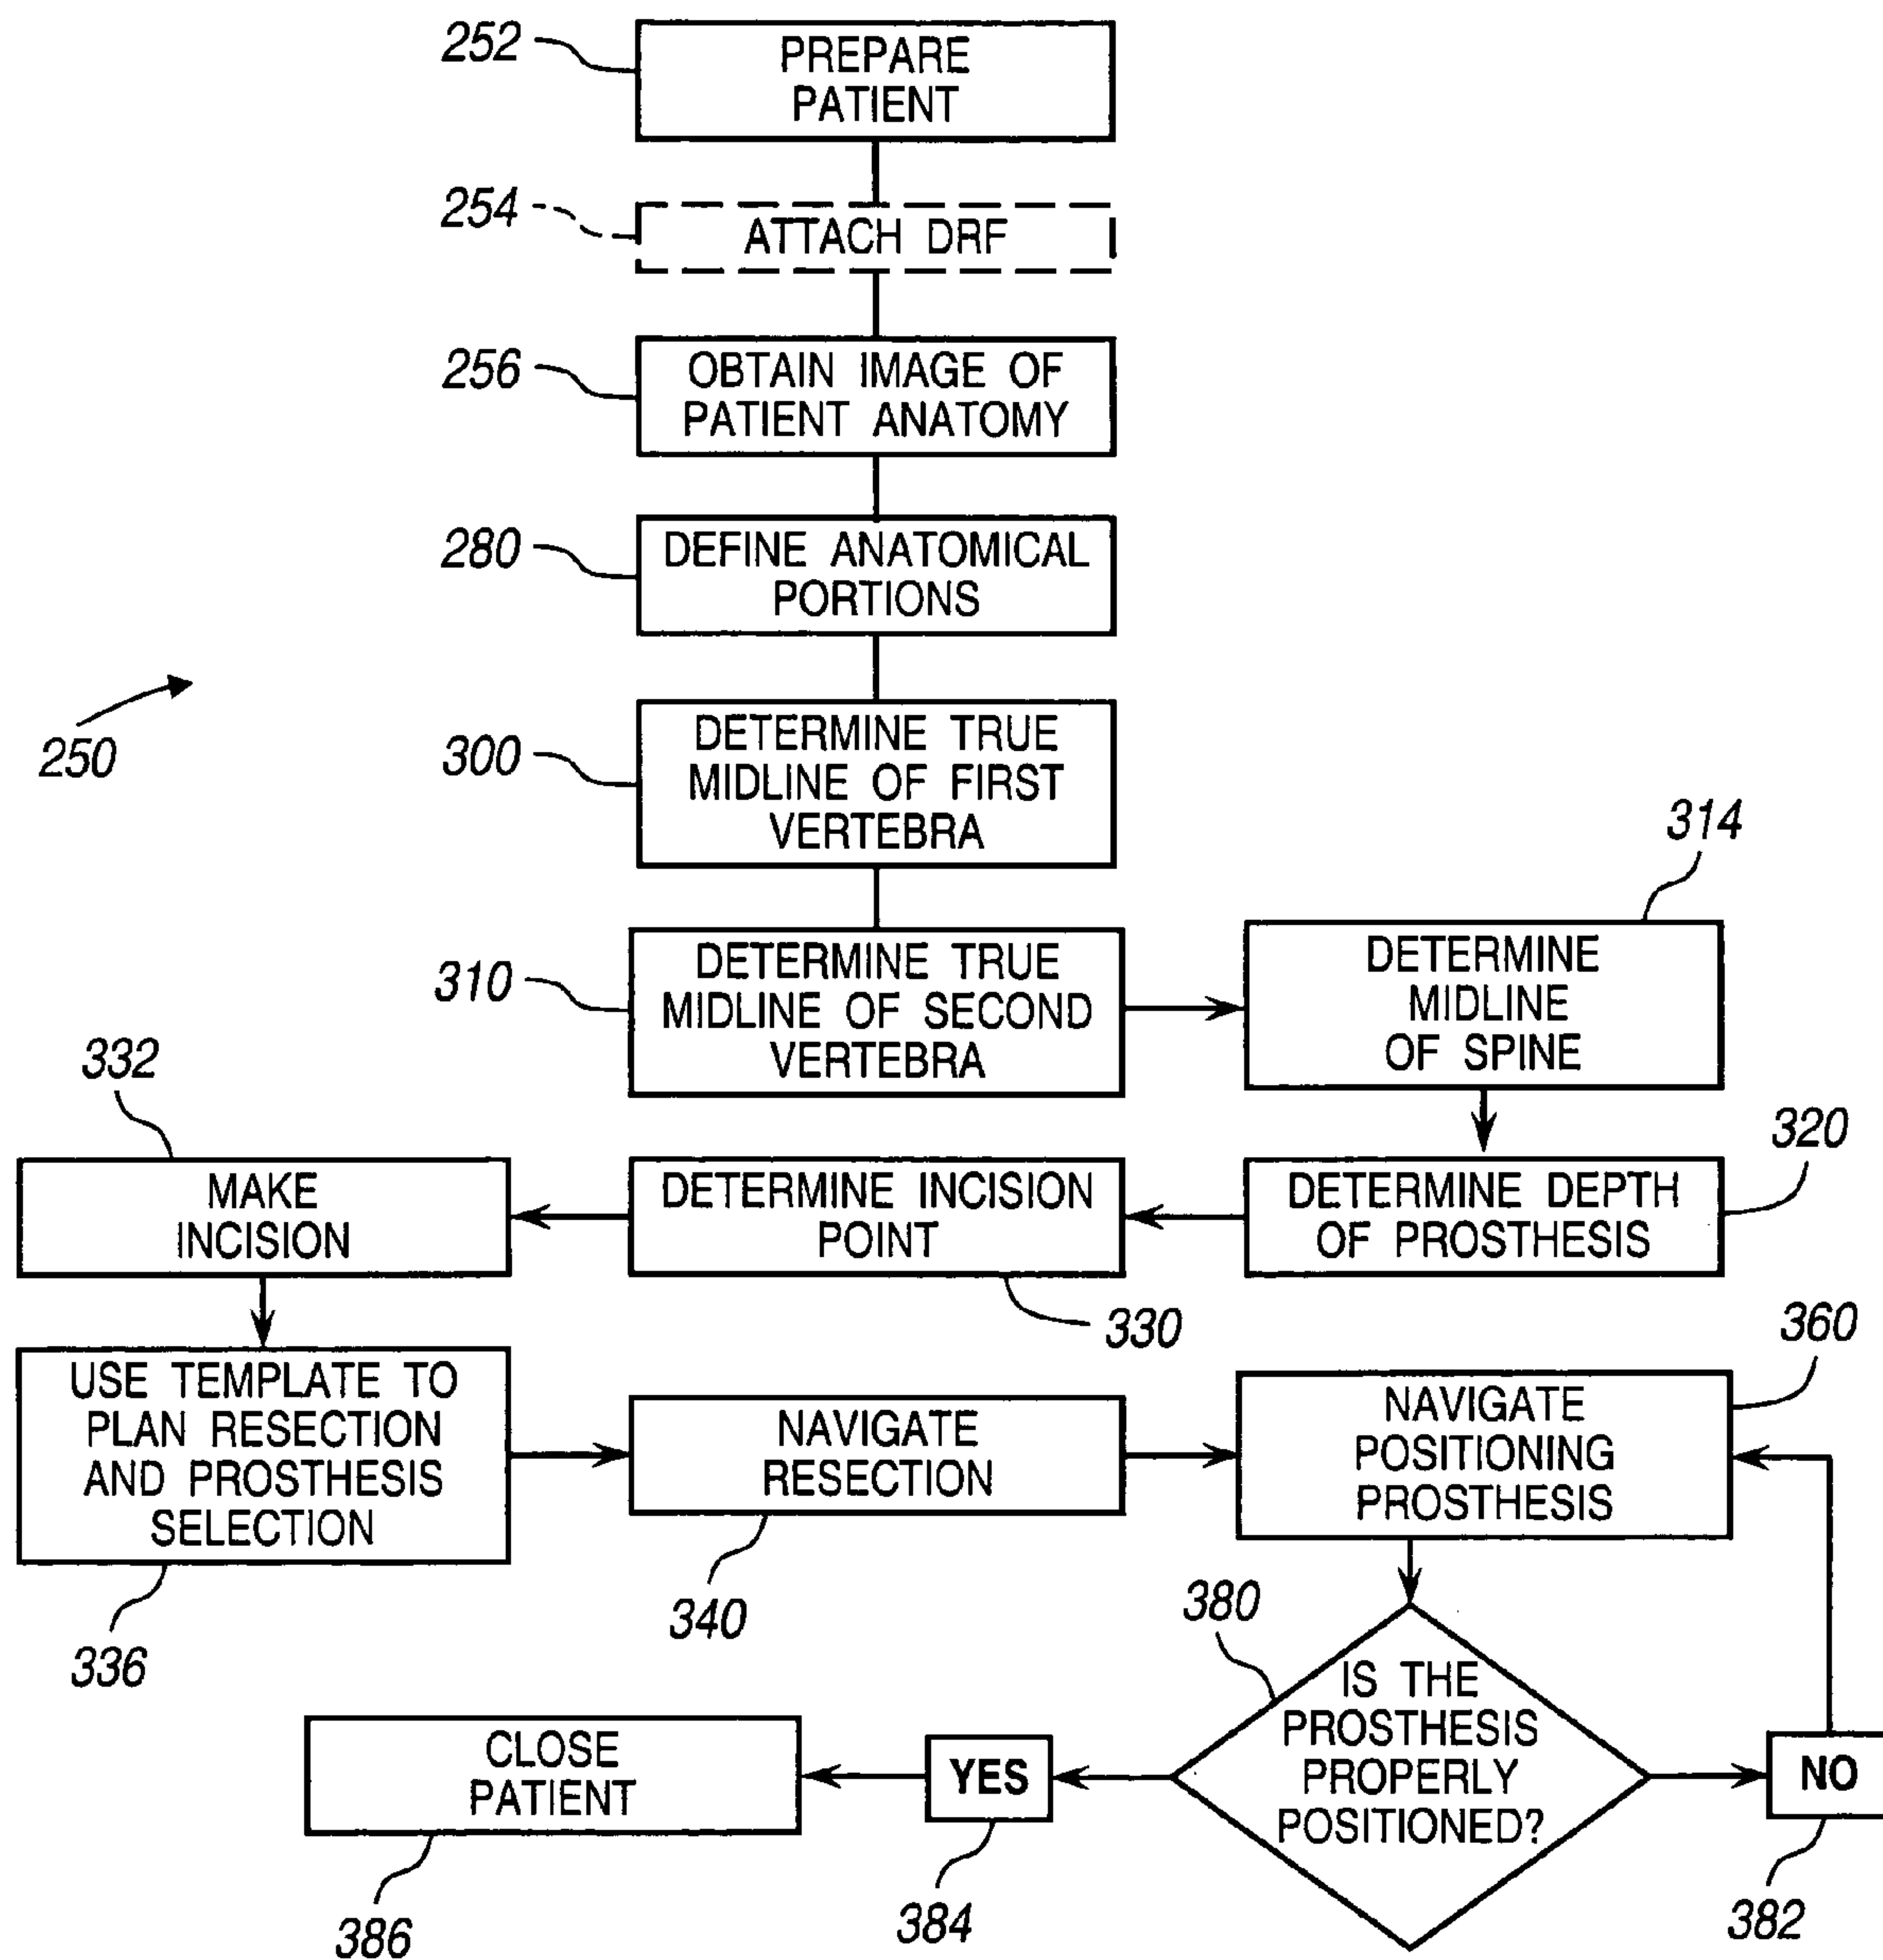 252
PREPARE
PATIENT
254
ATTACH DRF
256
OBTAIN IMAGE OF
PATIENT ANATOMY
280
DEFINE ANATOMICAL
PORTIONS
250
300
DETERMINE TRUE
MIDLINE OF FIRST
VERTEBRA
310
DETERMINE TRUE
MIDLINE OF SECOND
VERTEBRA
314
DETERMINE
MIDLINE
OF SPINE
320
DETERMINE DEPTH
OF PROSTHESIS
DETERMINE INCISION
POINT
330
332
MAKE
INCISION
USE TEMPLATE TO
PLAN RESECTION
AND PROSTHESIS
SELECTION
336
NAVIGATE
RESECTION
340
360
NAVIGATE
POSITIONING
PROSTHESIS
380
IS THE
PROSTHESIS
PROPERLY
POSITIONED?
NO
382
YES
384
CLOSE
PATIENT
386